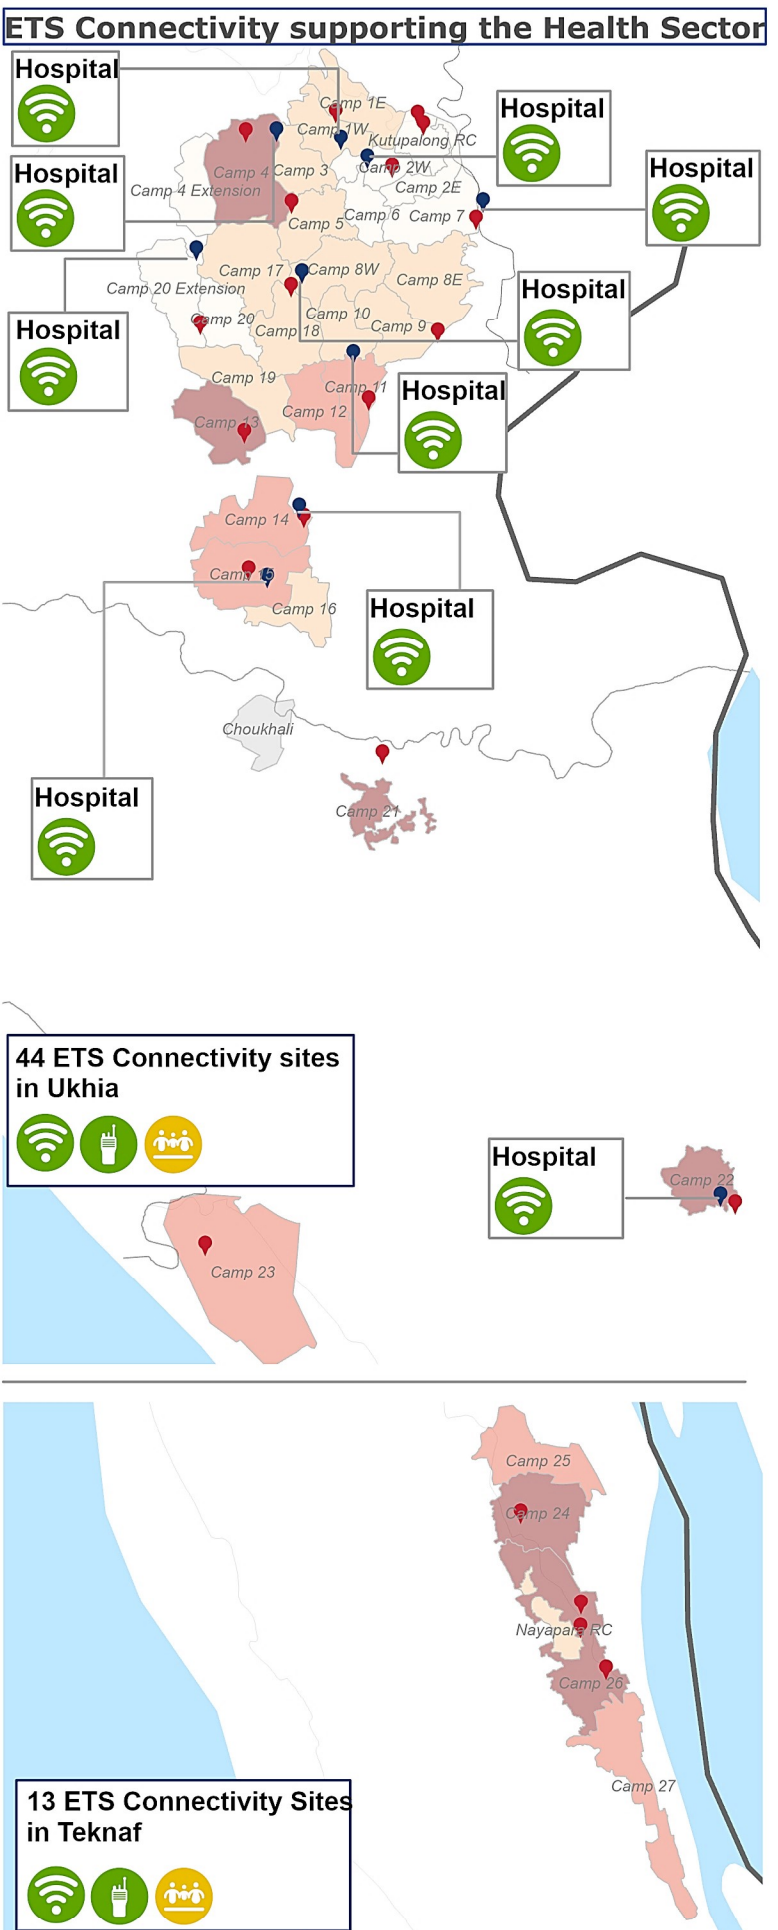 ETS Connectivity supporting the Health Sector
Hospital
Camp 1E
Hospital
Camp 1W
Kutupalong RC
Hospital
Camp 4
Camp 3
Camp 2W
Hospital
Camp 4 Extension
Camp 2E
Camp 5
Camp 6
Camp 7
Camp 17
Camp 8W
Camp 8E
Camp 20 Extension
Hospital
Camp 20
Camp 10
Camp 18
Camp 9
Hospital
Camp 19
Camp 11
Hospital
Camp 12
Camp 13
Camp 14
Camp 15
Camp 16
Hospital
Choukhali
Hospital
Camp 21
44 ETS Connectivity sites
in Ukhia
Hospital
Camp 22
Camp 23
Camp 25
Camp 24
Nayapara RC
Camp 26
Camp 27
13 ETS Connectivity Sites
in Teknaf